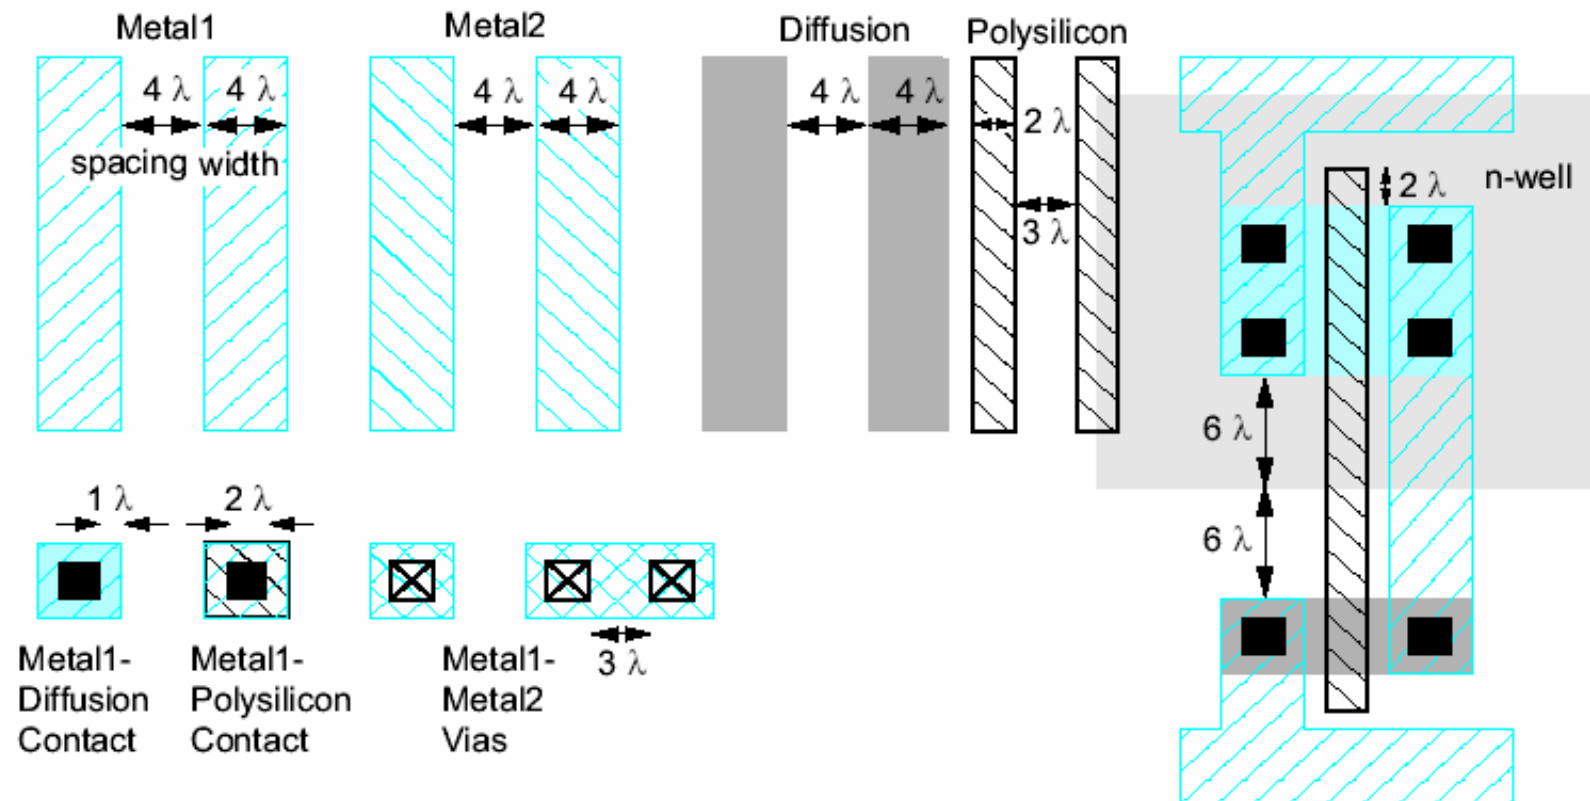 Metal1
Metal2
Diffusion
Polysilicon
4 λ
4 λ
4 λ
4 λ
4 λ
4 λ
2 λ
spacing width
3 λ
2 λ
n-well
6 λ
6 λ
1 λ
2 λ
3 λ
Metal1-
Diffusion
Contact
Metal1-
Polysilicon
Contact
Metal1-
Metal2
Vias